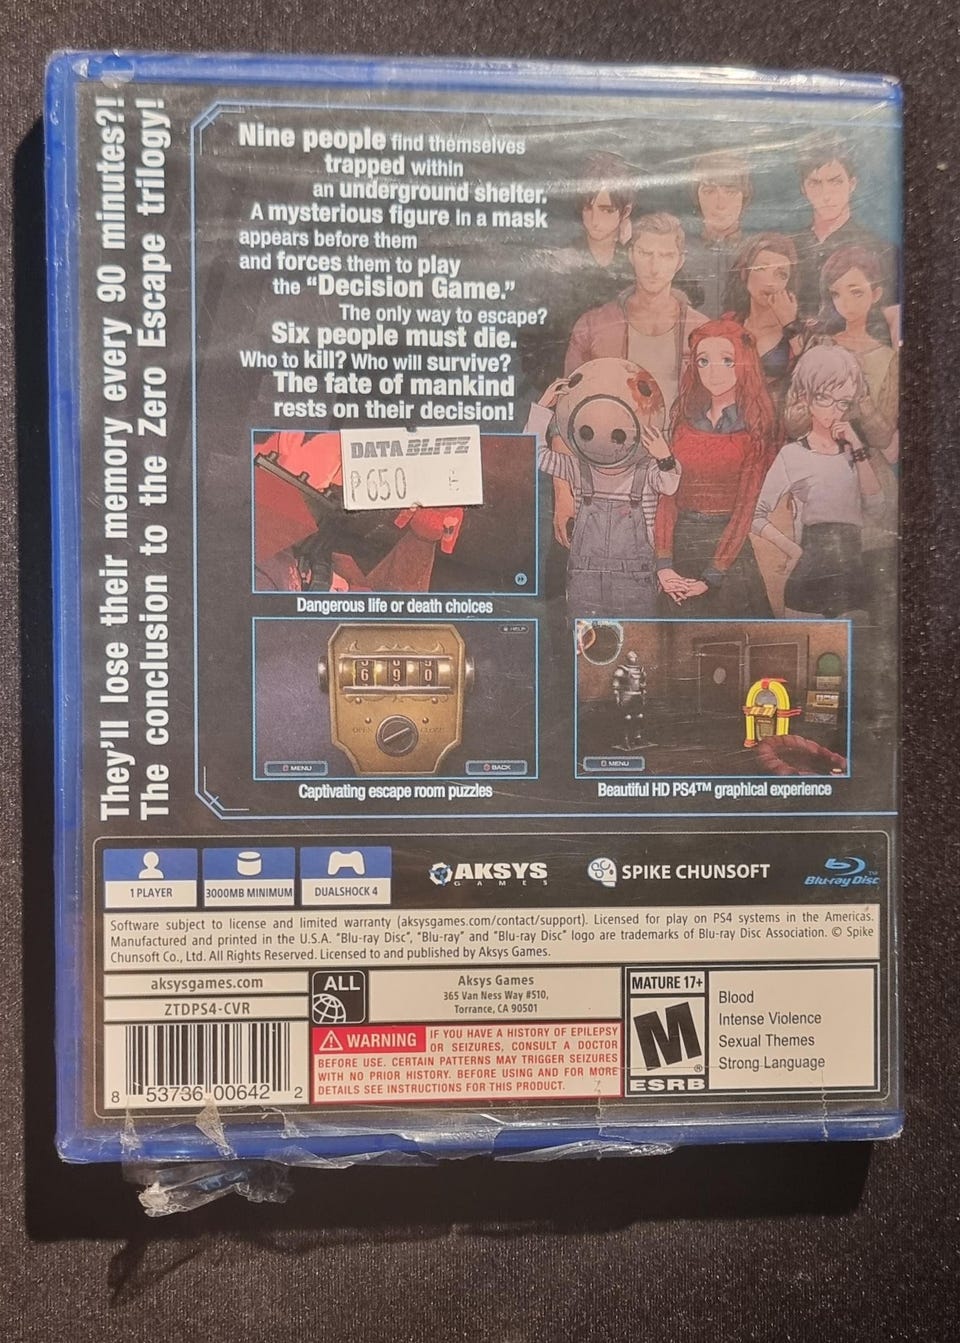 They'll lose their memory every 90 minutes?!
The conclusion to the Zero Escape trilogy!
Nine people find themselves
trapped within
an underground shelter.
A mysterious figure in a mask
appears before them
and forces them to play
the “Decision Game.”
The only way to escape?
Six people must die.
Who to kill? Who will survive?
The fate of mankind
rests on their decision!
DATA BLITZ
₱650
Dangerous life or death choices
HELP
6 9 0
OPEN CLOSE
MENU BACK
Captivating escape room puzzles
MENU
Beautiful HD PS4™ graphical experience
1 PLAYER
3000MB MINIMUM
DUALSHOCK 4
AKSYS
GAMES
SPIKE CHUNSOFT
Blu-ray Disc™
Software subject to license and limited warranty (aksysgames.com/contact/support). Licensed for play on PS4 systems in the Americas.
Manufactured and printed in the U.S.A. “Blu-ray Disc”, “Blu-ray” and “Blu-ray Disc” logo are trademarks of Blu-ray Disc Association. © Spike
Chunsoft Co., Ltd. All Rights Reserved. Licensed to and published by Aksys Games.
aksysgames.com
ZTDPS4-CVR
8 53736 00642 2
ALL
Aksys Games
365 Van Ness Way #510,
Torrance, CA 90501
WARNING IF YOU HAVE A HISTORY OF EPILEPSY
OR SEIZURES, CONSULT A DOCTOR
BEFORE USE. CERTAIN PATTERNS MAY TRIGGER SEIZURES
WITH NO PRIOR HISTORY. BEFORE USING AND FOR MORE
DETAILS SEE INSTRUCTIONS FOR THIS PRODUCT.
MATURE 17+
M
®
ESRB
Blood
Intense Violence
Sexual Themes
Strong Language